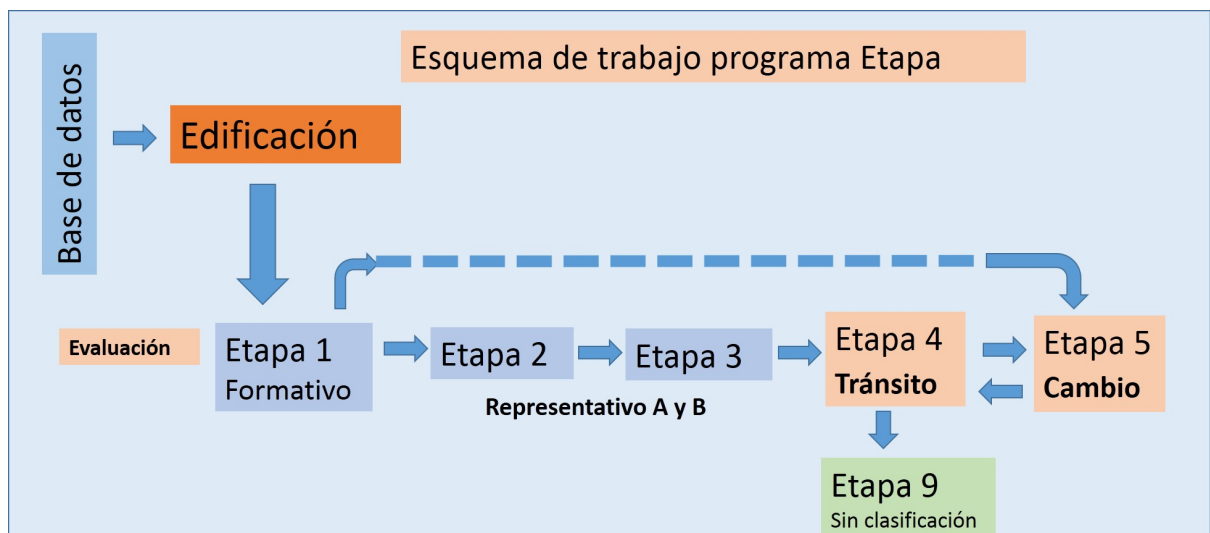 Esquema de trabajo programa Etapa
Base de datos
Edificación
Evaluación
Etapa 1
Formativo
Etapa 2
Etapa 3
Representativo A y B
Etapa 4
Tránsito
Etapa 5
Cambio
Etapa 9
Sin clasificación